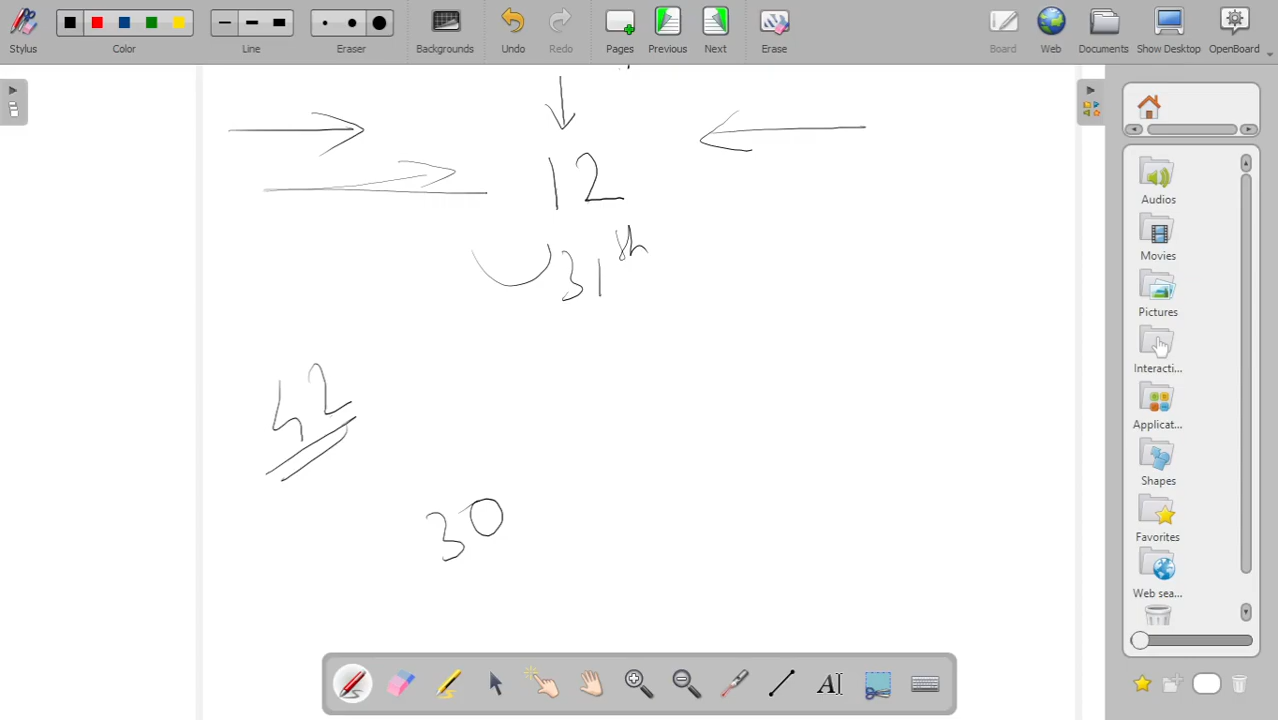 Stylus Color Line Eraser Backgrounds Undo Redo Pages Previous Next Erase Board Web Documents Show Desktop OpenBoard
12
31th
42
30
Audios
Movies
Pictures
Interacti...
Applicat...
Shapes
Favorites
Web sea...
AI